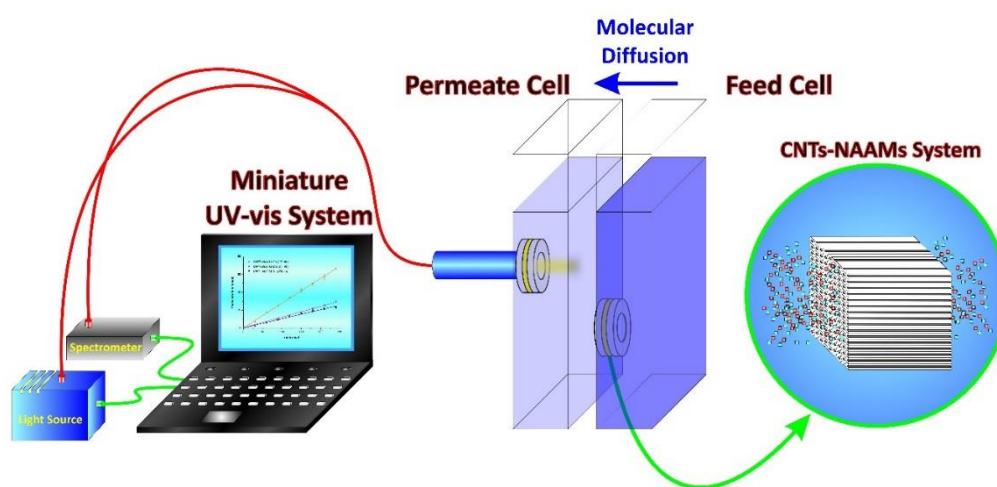 Molecular
Diffusion
Permeate Cell
Feed Cell
CNTs-NAAMs System
Miniature
UV-vis System
Spectrometer
Light Source